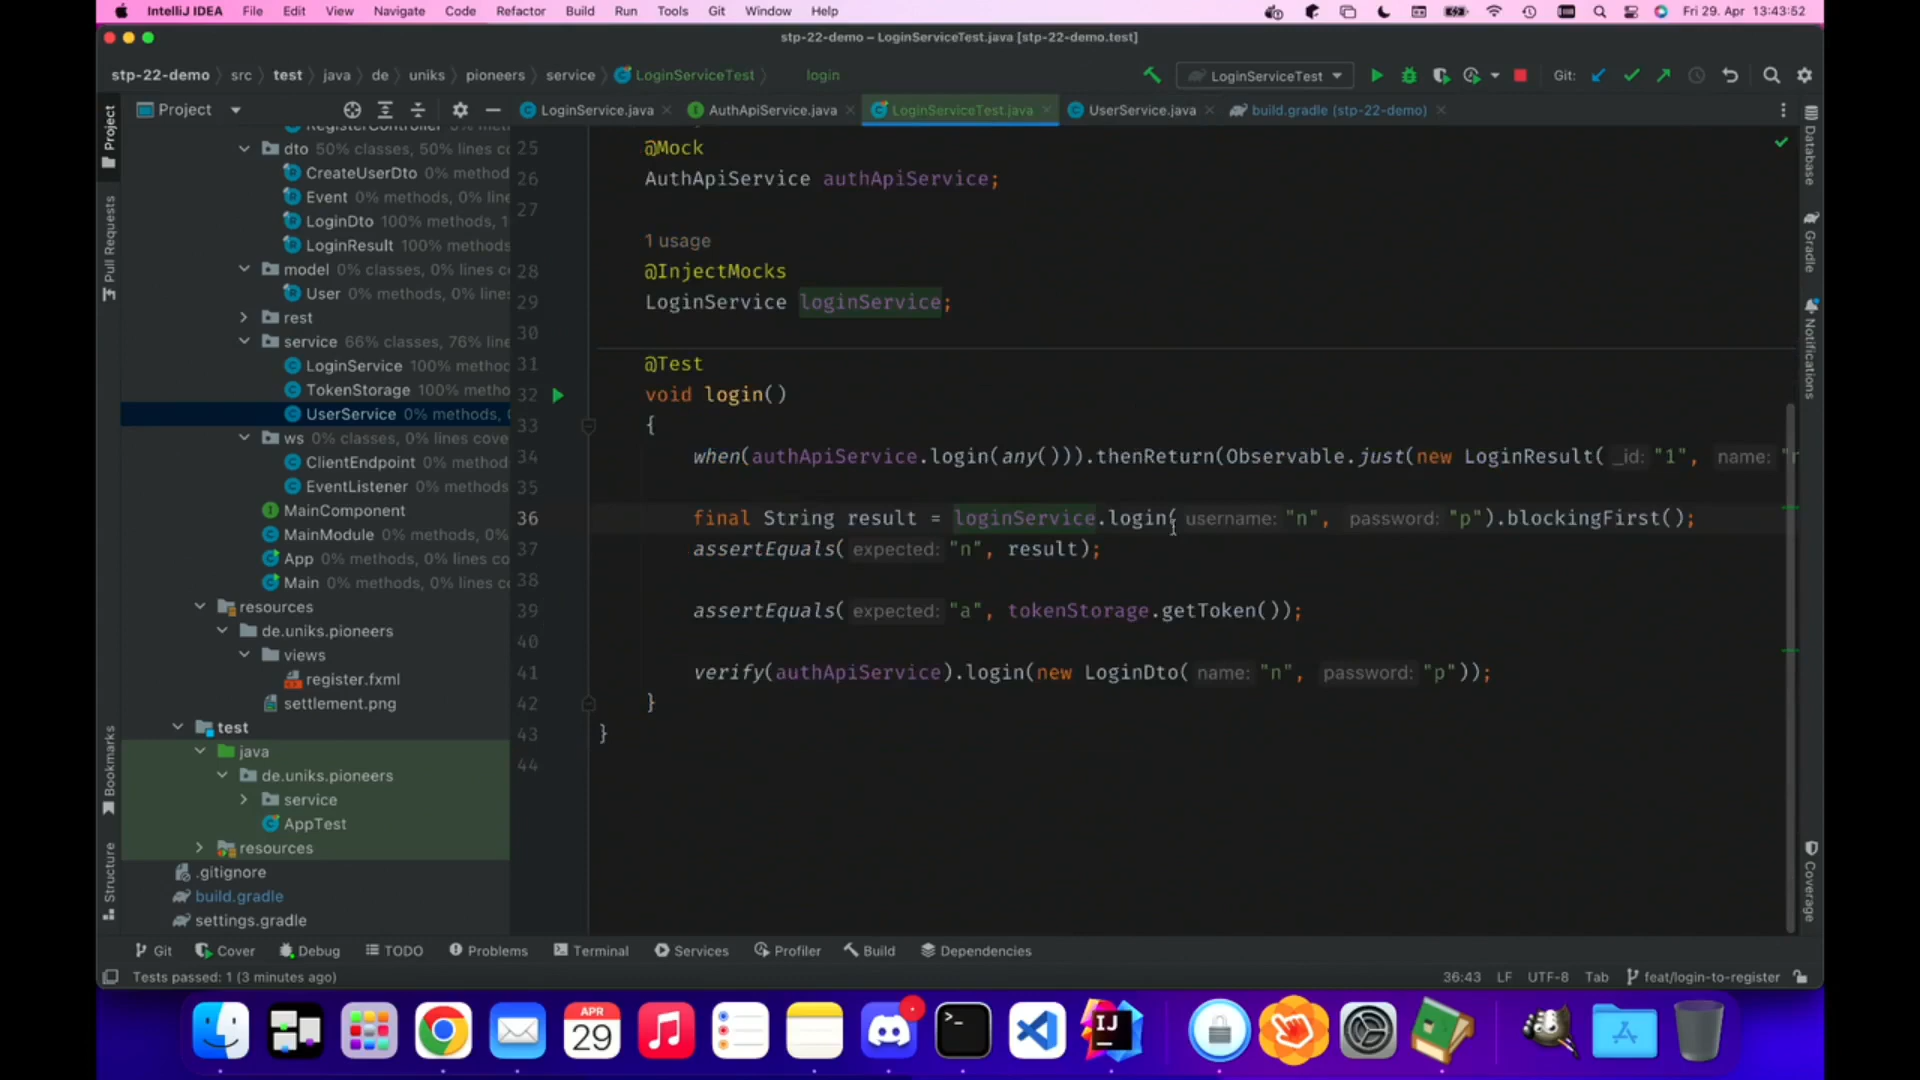 IntelliJ IDEA File Edit View Navigate Code Refactor Build Run Tools Git Window Help Fri 29. Apr 13:43:52
stp-22-demo – LoginServiceTest.java [stp-22-demo.test]
stp-22-demo src test java de uniks pioneers service LoginServiceTest login LoginServiceTest Git:
Project LoginService.java AuthApiService.java LoginServiceTest.java UserService.java build.gradle (stp-22-demo)
Project
Pull Requests
Bookmarks
Structure
RegisterController
dto 50% classes, 50% lines
CreateUserDto 0% method
Event 0% methods, 0% line
LoginDto 100% methods, 1
LoginResult 100% methods
model 0% classes, 0% lines
User 0% methods, 0% lines
rest
service 66% classes, 76% line
LoginService 100% metho
TokenStorage 100% metho
UserService 0% methods,
ws 0% classes, 0% lines cove
ClientEndpoint 0% method
EventListener 0% methods
MainComponent
MainModule 0% methods, 0%
App 0% methods, 0% lines co
Main 0% methods, 0% lines c
resources
de.uniks.pioneers
views
register.fxml
settlement.png
test
java
de.uniks.pioneers
service
AppTest
resources
.gitignore
build.gradle
settings.gradle
25 @Mock
26 AuthApiService authApiService;
27
1 usage
28 @InjectMocks
29 LoginService loginService;
30
31 @Test
32 void login()
33 {
34 when(authApiService.login(any())).thenReturn(Observable.just(new LoginResult( _id: "1", name: "
35
36 final String result = loginService.login( username: "n", password: "p").blockingFirst();
37 assertEquals( expected: "n", result);
38
39 assertEquals( expected: "a", tokenStorage.getToken());
40
41 verify(authApiService).login(new LoginDto( name: "n", password: "p"));
42 }
43 }
44
Database
Gradle
Notifications
Coverage
Git Cover Debug TODO Problems Terminal Services Profiler Build Dependencies
Tests passed: 1 (3 minutes ago) 36:43 LF UTF-8 Tab feat/login-to-register
APR
29
>_
IJ